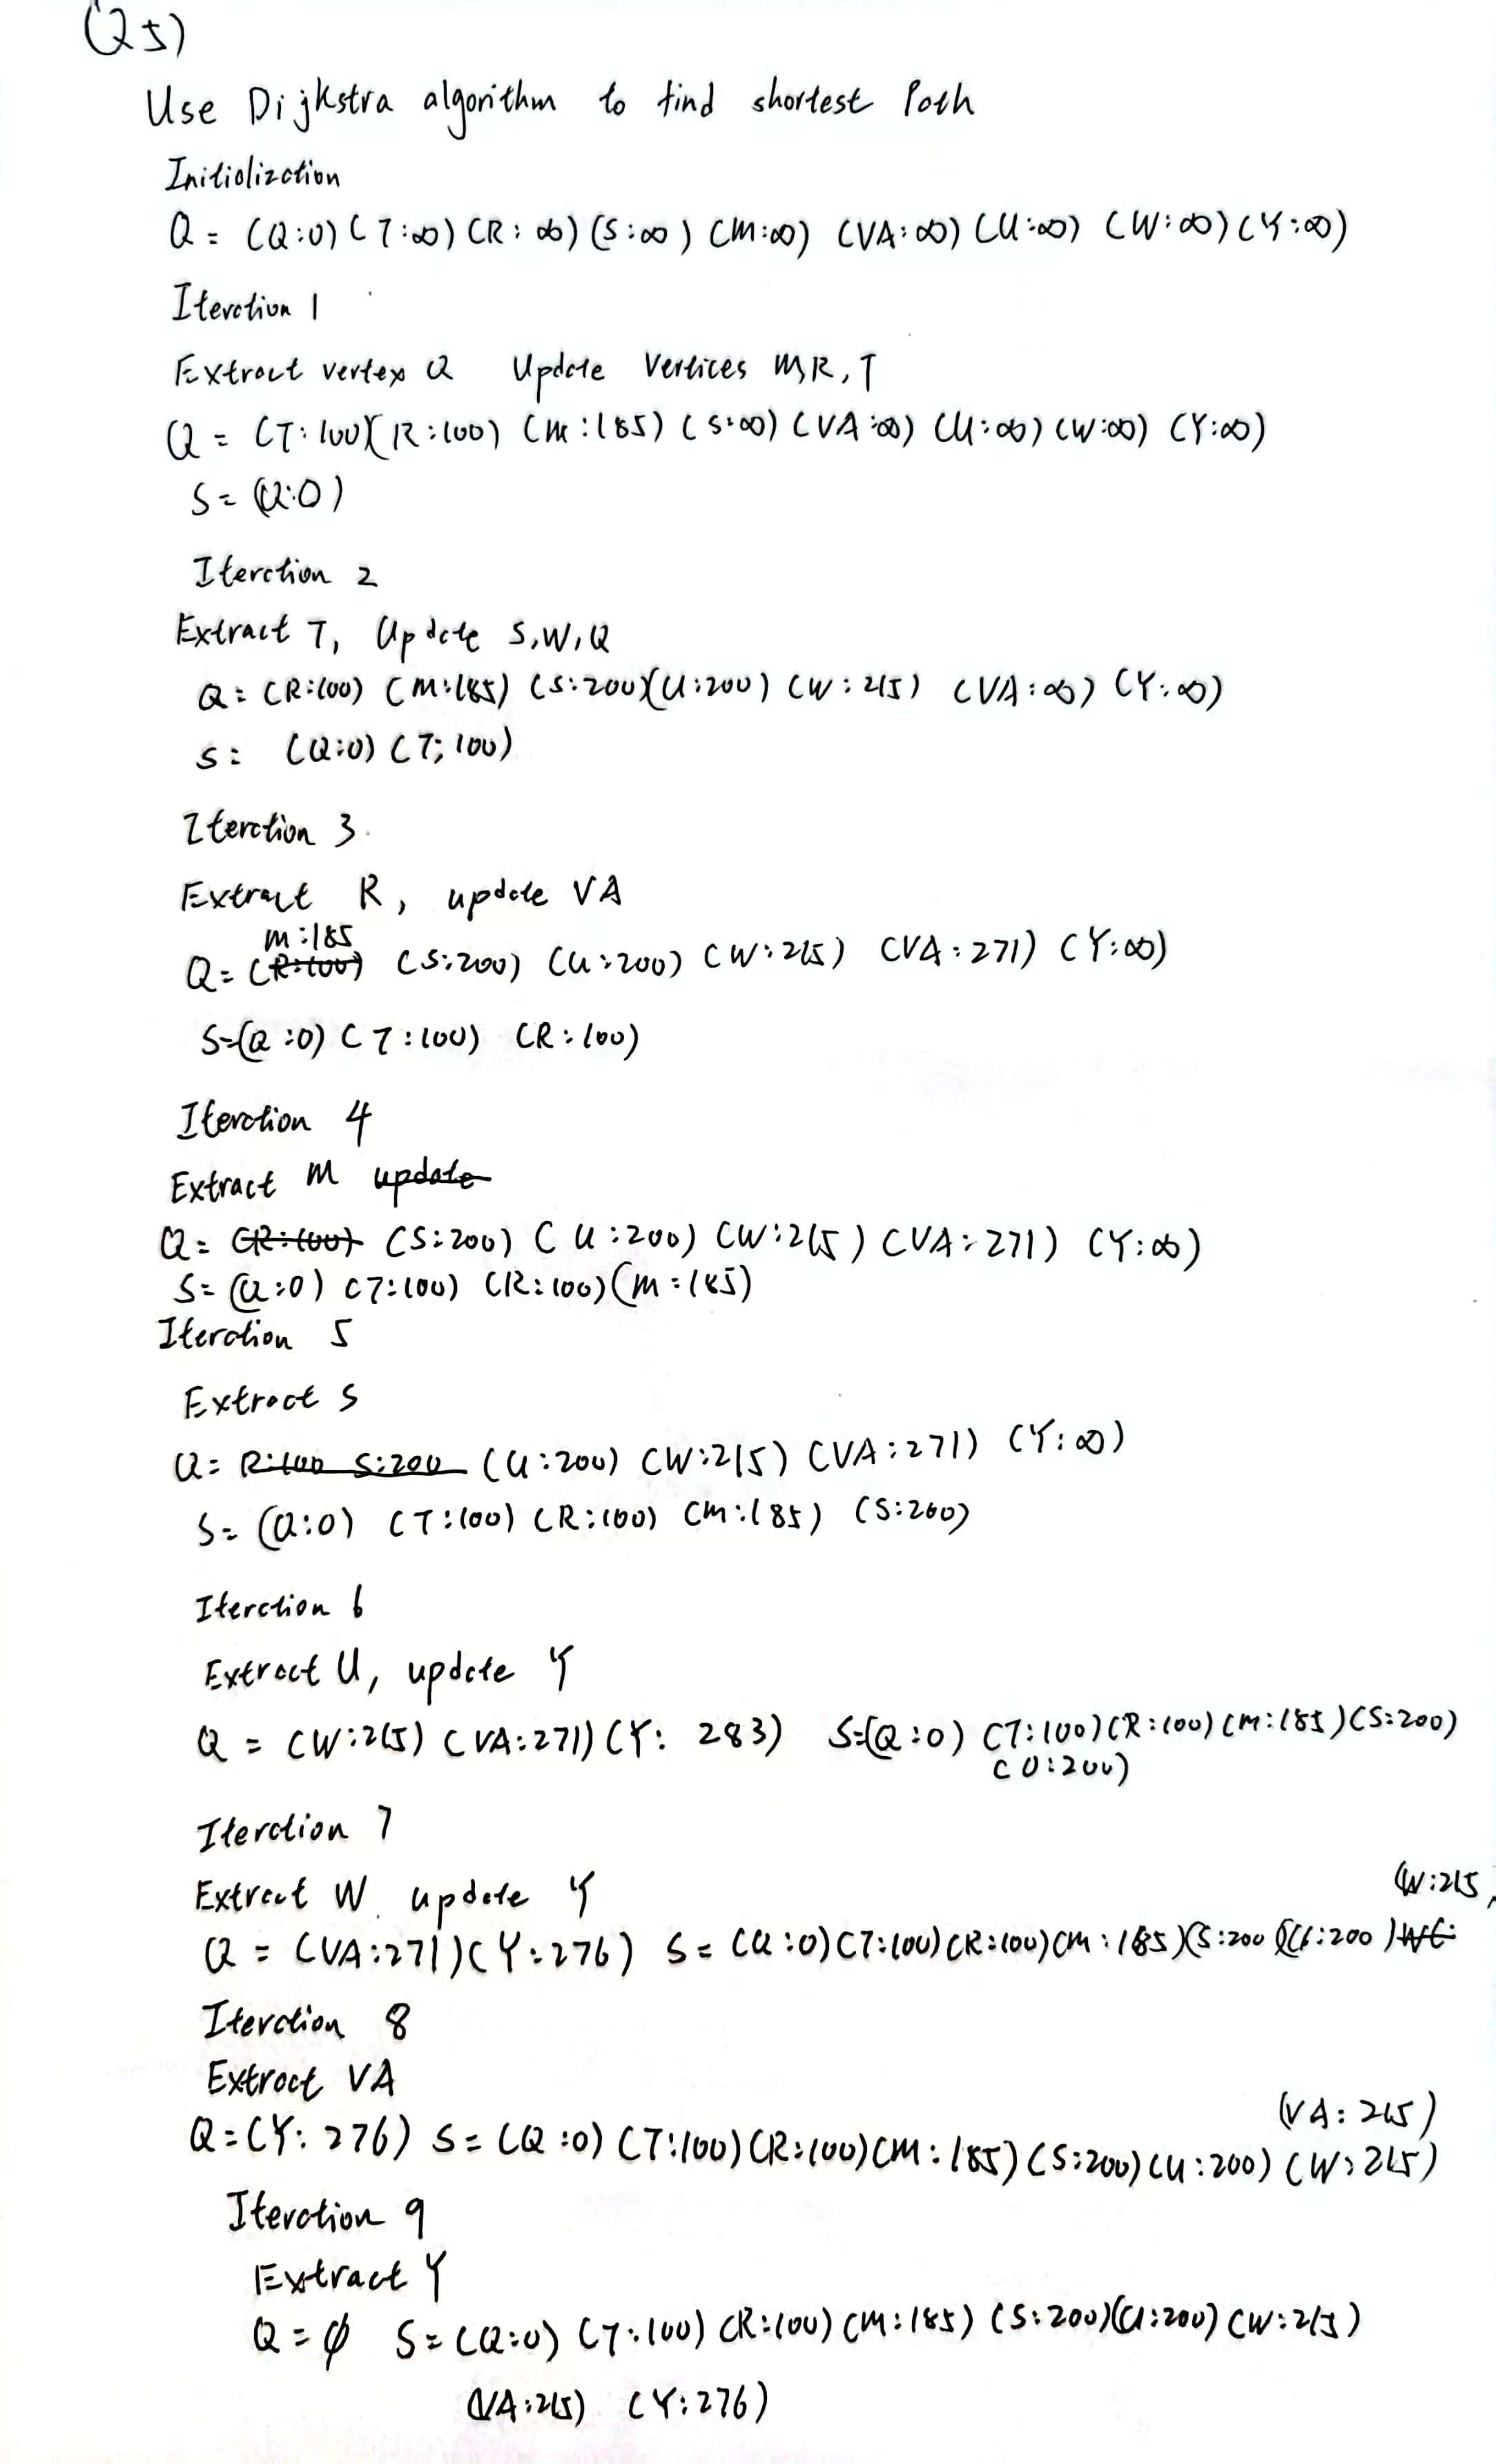 Q5)
Use Dijkstra algorithm to find shortest Path
Initialization
Q = (Q:0) (T:∞) (R:∞) (S:∞) (M:∞) (VA:∞) (U:∞) (W:∞) (Y:∞)
Iteration 1
Extract vertex Q Update Vertices M,R,T
Q = (T:100)(R:100) (M:185) (S:∞) (VA:∞) (U:∞) (W:∞) (Y:∞)
S = (Q:0)
Iteration 2
Extract T, Update S,W,Q
Q = (R:100) (M:185) (S:200)(U:200) (W:215) (VA:∞) (Y:∞)
S = (Q:0) (T:100)
Iteration 3
Extract R, update VA
M:185
Q = (R:100) (S:200) (U:200) (W:215) (VA:271) (Y:∞)
S=(Q:0) (T:100) (R:100)
Iteration 4
Extract M update
Q = (R:100) (S:200) (U:200) (W:215) (VA:271) (Y:∞)
S = (Q:0) (T:100) (R:100)(M:185)
Iteration 5
Extract S
Q = R:100 S:200 (U:200) (W:215) (VA:271) (Y:∞)
S = (Q:0) (T:100) (R:100) (M:185) (S:200)
Iteration 6
Extract U, update Y
Q = (W:215) (VA:271)(Y: 283) S=(Q:0) (T:100)(R:100)(M:185)(S:200)
(U:200)
Iteration 7
(W:215)
Extract W update Y
Q = (VA:271)(Y:276) S = (Q:0)(T:100)(R:100)(M:185)(S:200)(U:200)W(
Iteration 8
Extract VA
(VA:215)
Q=(Y:276) S = (Q:0) (T:100)(R:100)(M:185)(S:200)(U:200) (W:215)
Iteration 9
Extract Y
Q = ϕ S = (Q:0) (T:100) (R:100) (M:185) (S:200)(U:200) (W:215)
(VA:215) (Y:276)